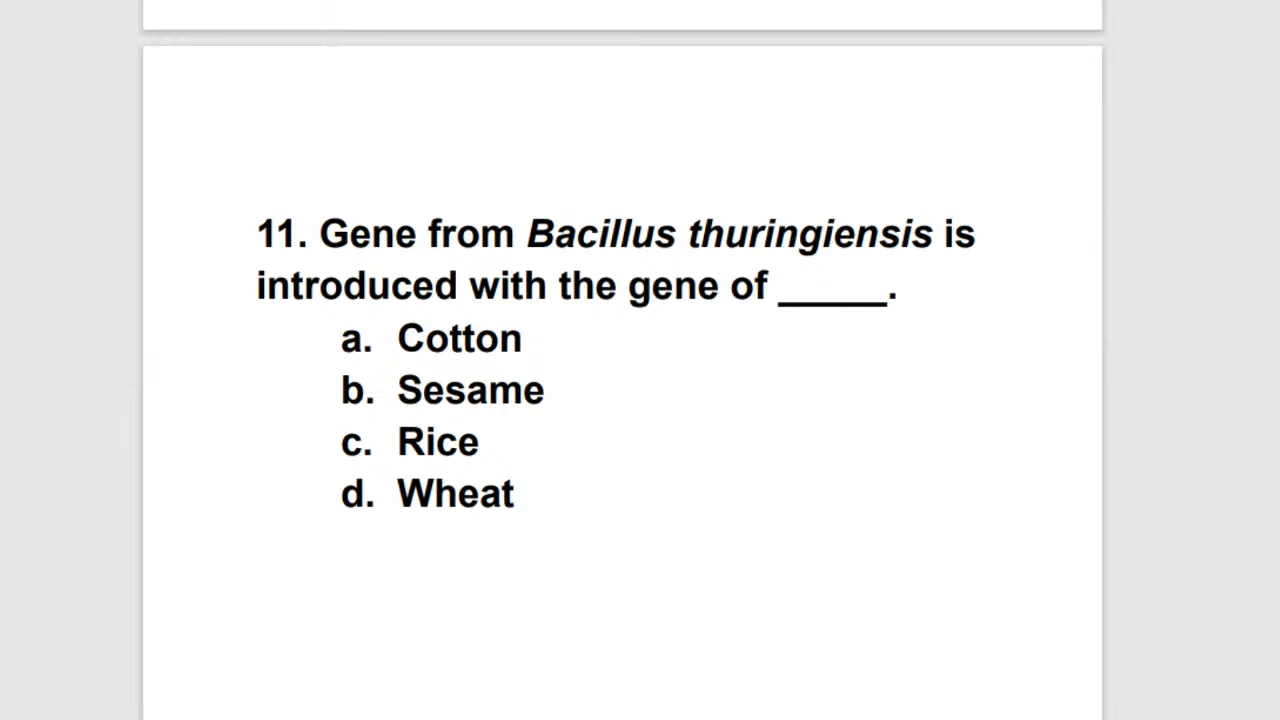 11. Gene from Bacillus thuringiensis is
introduced with the gene of _____.
a. Cotton
b. Sesame
c. Rice
d. Wheat